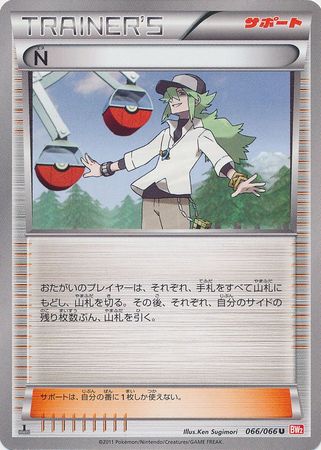 TRAINER'S サポート
N
おたがいのプレイヤーは、それぞれ、手札をすべて山札に
もどし、山札を切る。その後、それぞれ、自分のサイドの
残り枚数ぶん、山札を引く。
サポートは、自分の番に1枚しか使えない。
Illus.Ken Sugimori 066/066 U BW2
©2011 Pokémon/Nintendo/Creatures/GAME FREAK.